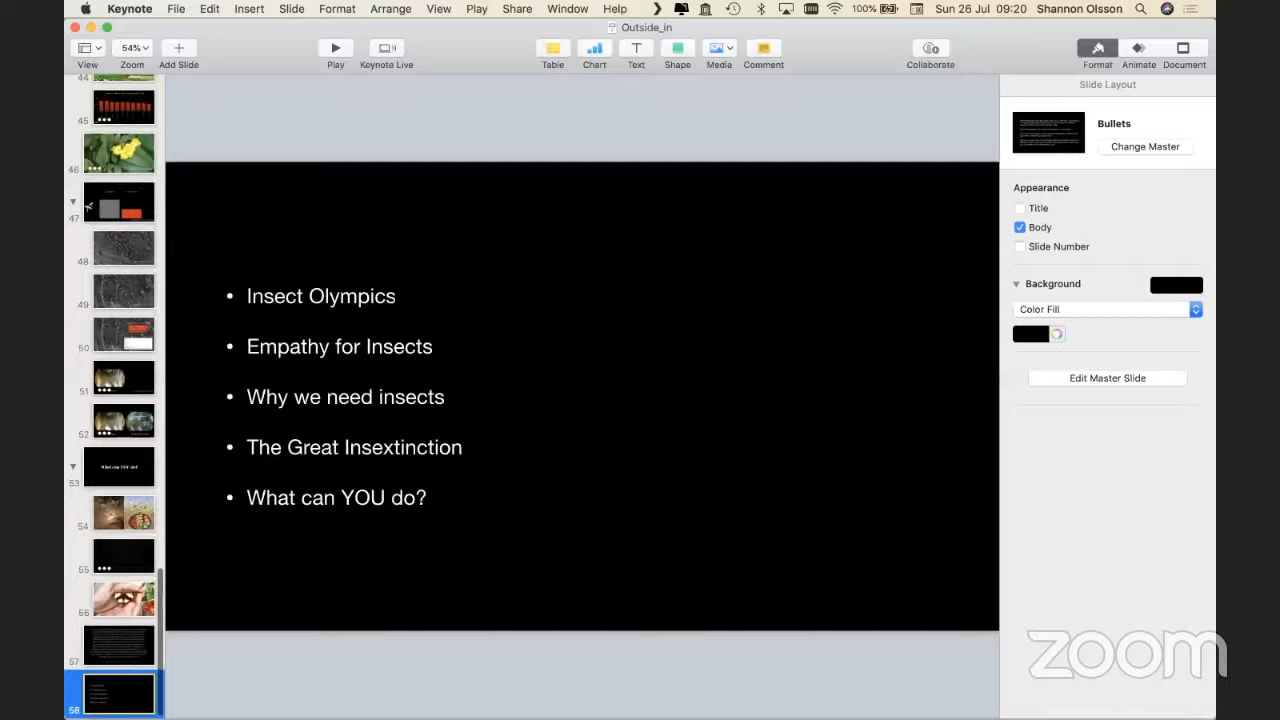 Keynote File Edit Insert Slide Format Arrange View Play Share Window Help 100% Sun 26 Jul 09:20 Shannon Olsson
Outside_in
54%
View Zoom Add Slide Play Keynote Live Table Chart Text Shape Media Comment Collaborate Format Animate Document
Slide Layout
Bullets
Change Master
Appearance
Title
Body
Slide Number
Background
Color Fill
Edit Master Slide
44
45
46
47
48
49
50
51
52
53
What can YOU do?
54
55
56
57
58
• Insect Olympics
• Empathy for Insects
• Why we need insects
• The Great Insextinction
• What can YOU do?
zoom